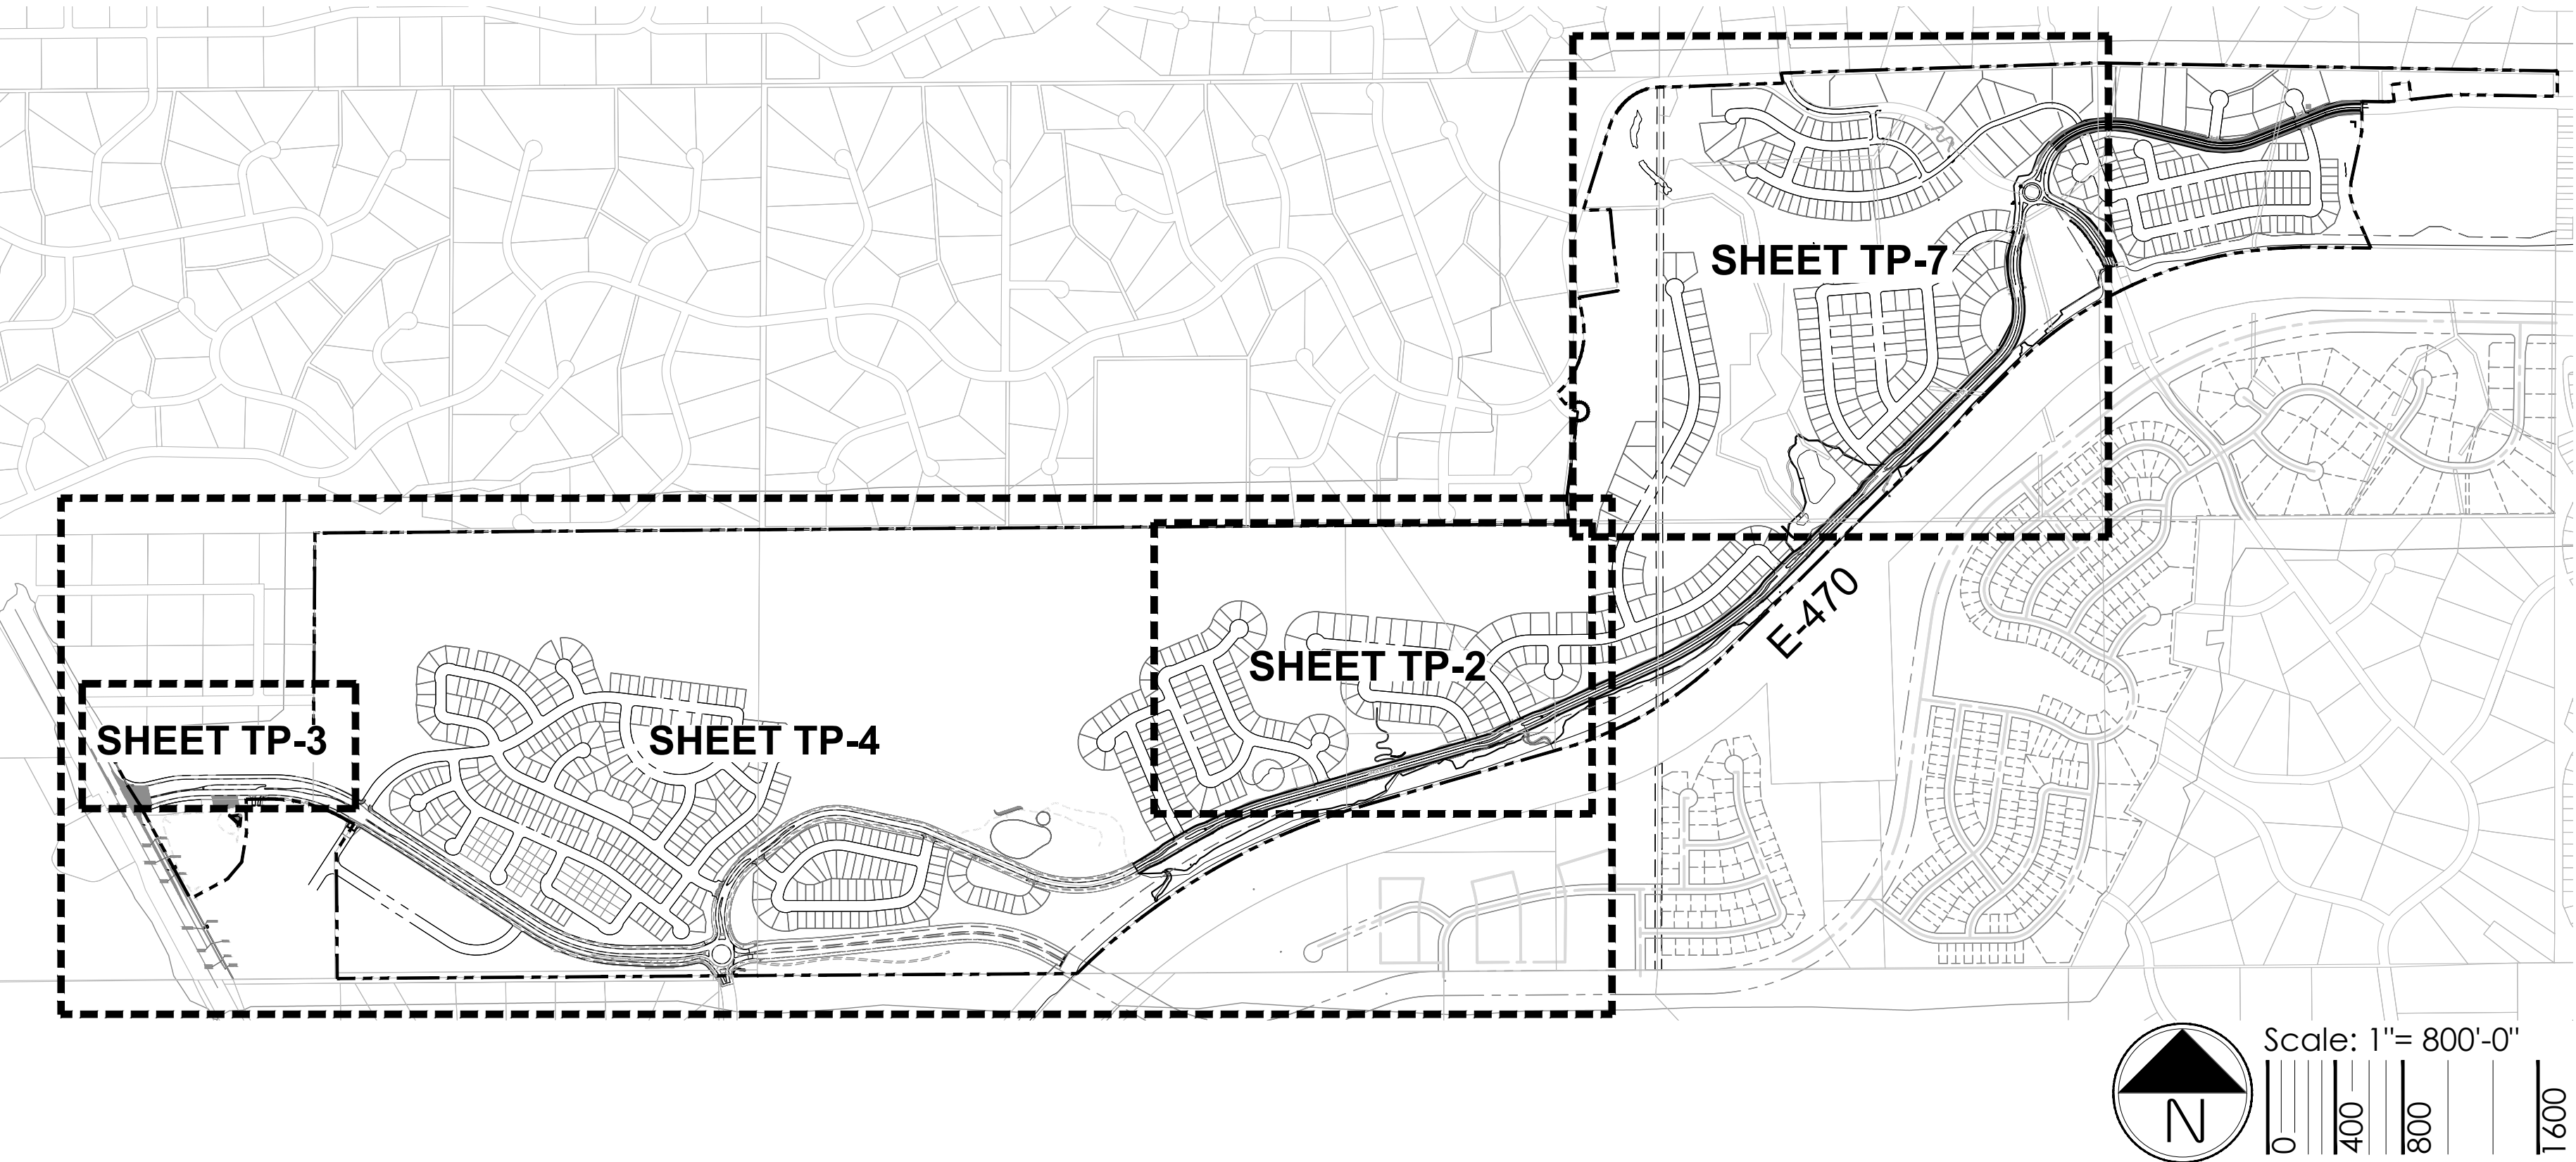 SHEET TP-7
E-470
SHEET TP-2
SHEET TP-3
SHEET TP-4
N
Scale: 1"= 800'-0"
0
400
800
1600